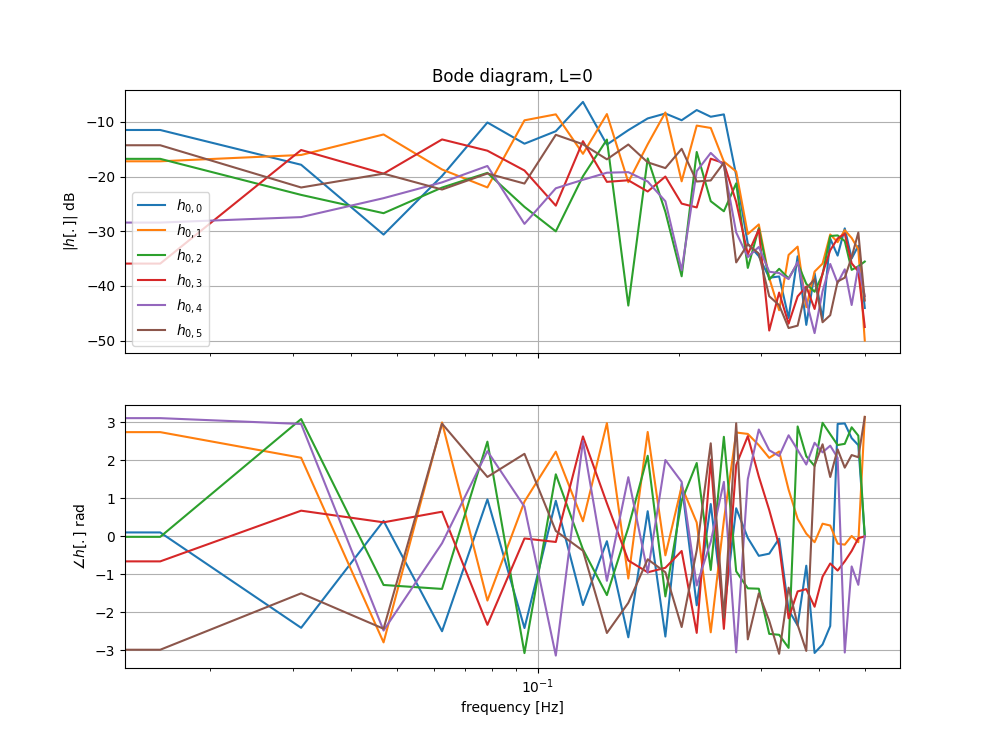 Bode diagram, L=0
|h[.]| dB
−10
−20
−30
−40
−50
h0,0
h0,1
h0,2
h0,3
h0,4
h0,5
∠h[.] rad
3
2
1
0
−1
−2
−3
10−1
frequency [Hz]